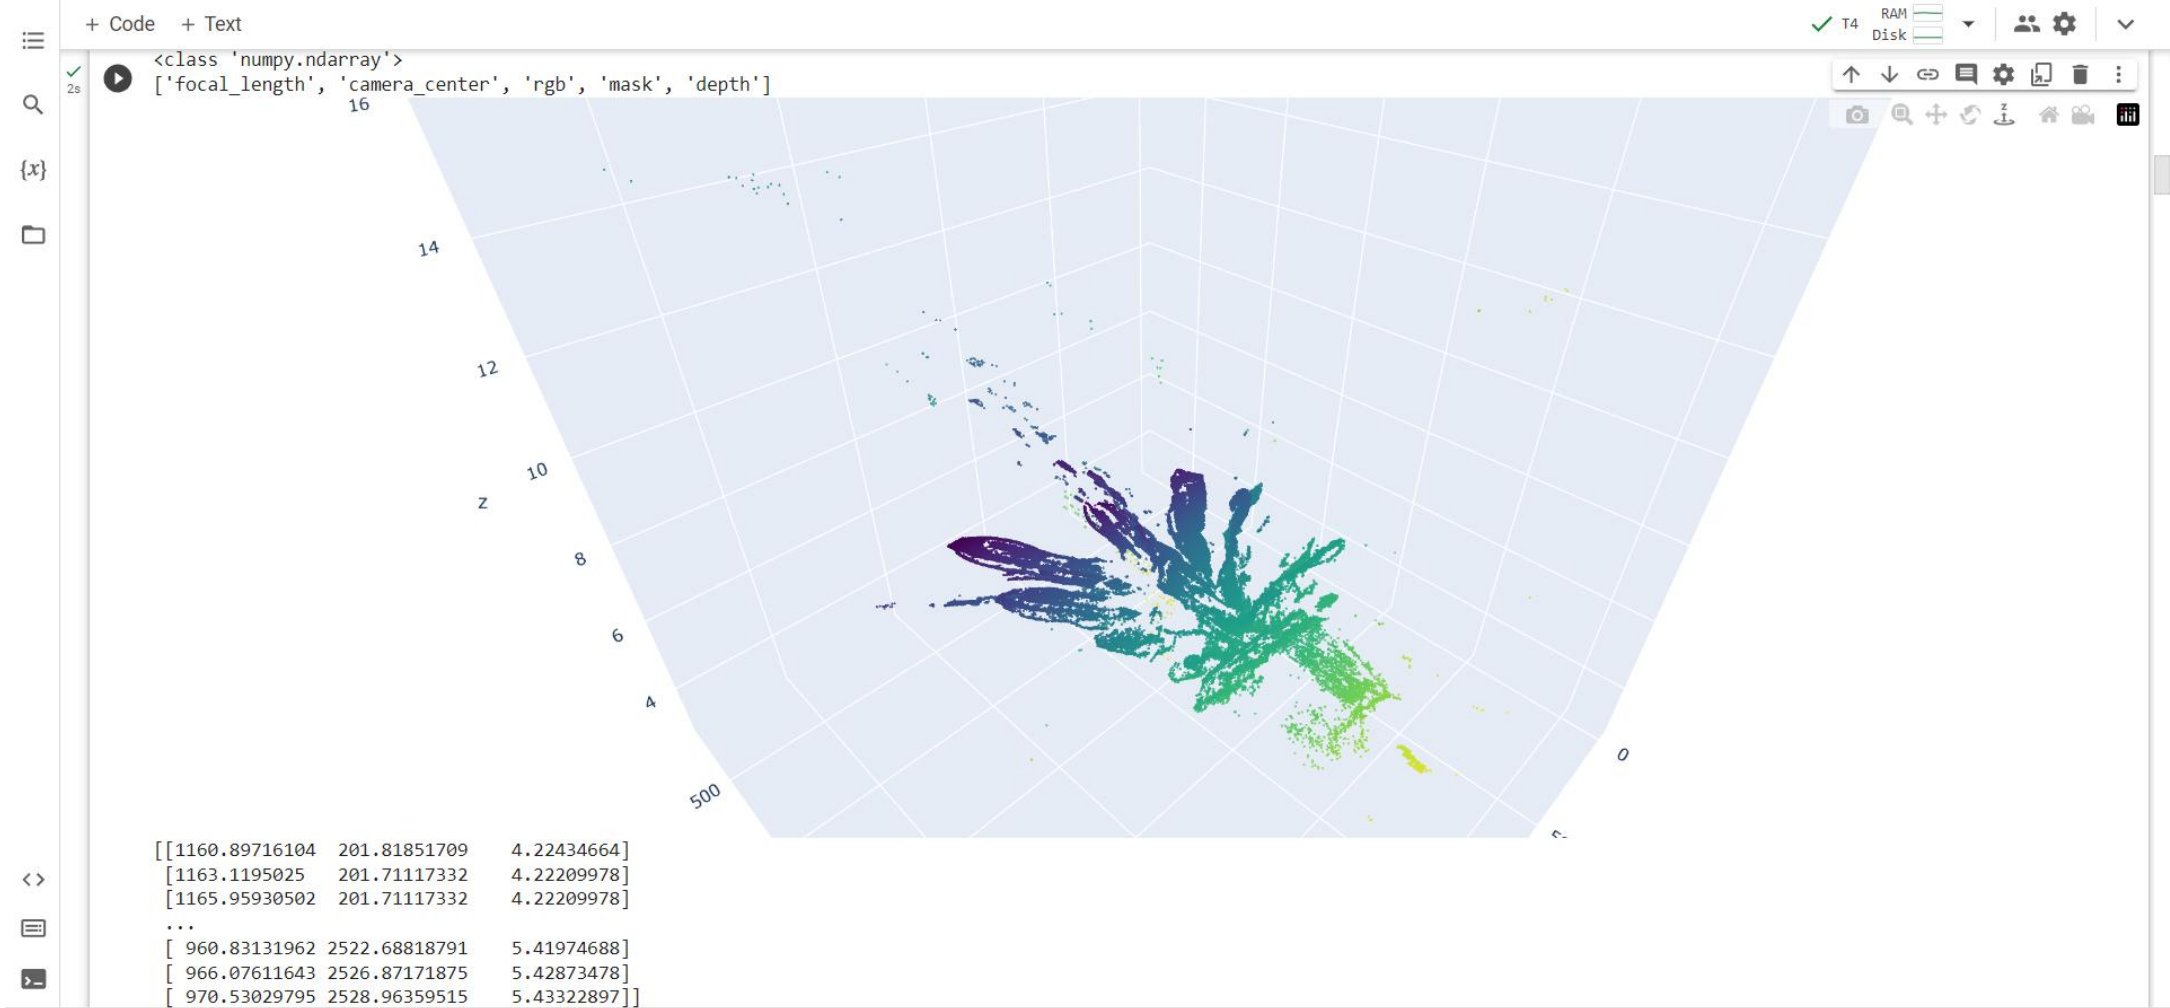 + Code + Text
T4
RAM
Disk
{x}
2s
<class 'numpy.ndarray'>
['focal_length', 'camera_center', 'rgb', 'mask', 'depth']
z
16
14
12
10
z
8
6
4
500
0
[[1160.89716104 201.81851709 4.22434664]
[1163.1195025 201.71117332 4.22209978]
[1165.95930502 201.71117332 4.22209978]
...
[ 960.83131962 2522.68818791 5.41974688]
[ 966.07611643 2526.87171875 5.42873478]
[ 970.53029795 2528.96359515 5.43322897]]